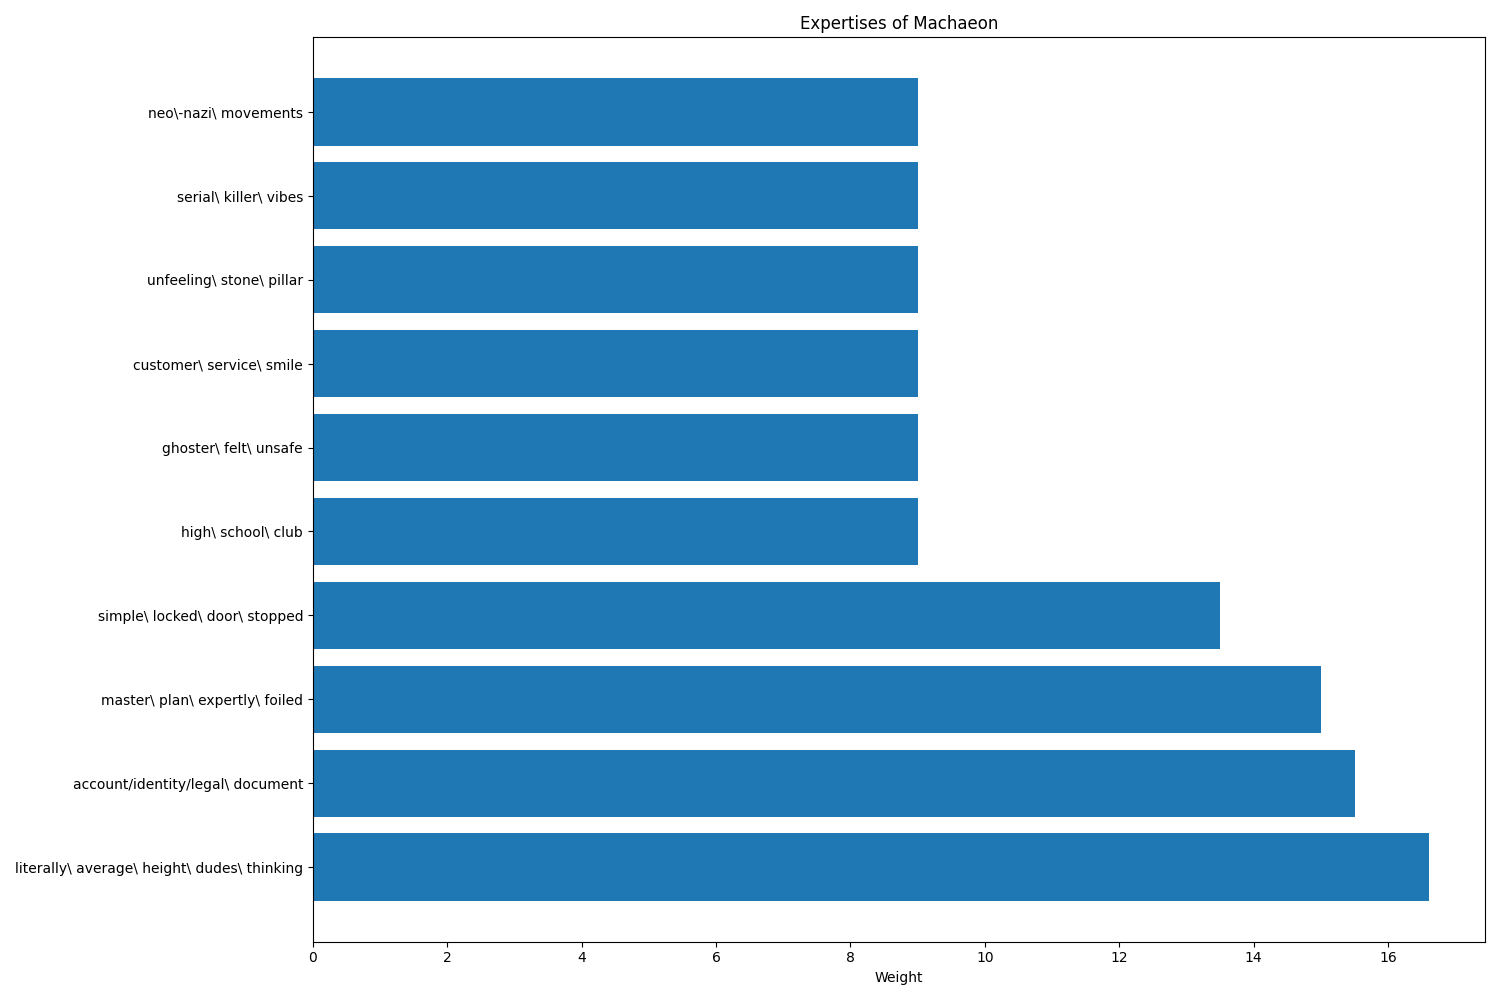 Expertises of Machaeon
neo\-nazi\ movements
serial\ killer\ vibes
unfeeling\ stone\ pillar
customer\ service\ smile
ghoster\ felt\ unsafe
high\ school\ club
simple\ locked\ door\ stopped
master\ plan\ expertly\ foiled
account/identity/legal\ document
literally\ average\ height\ dudes\ thinking
0 2 4 6 8 10 12 14 16
Weight